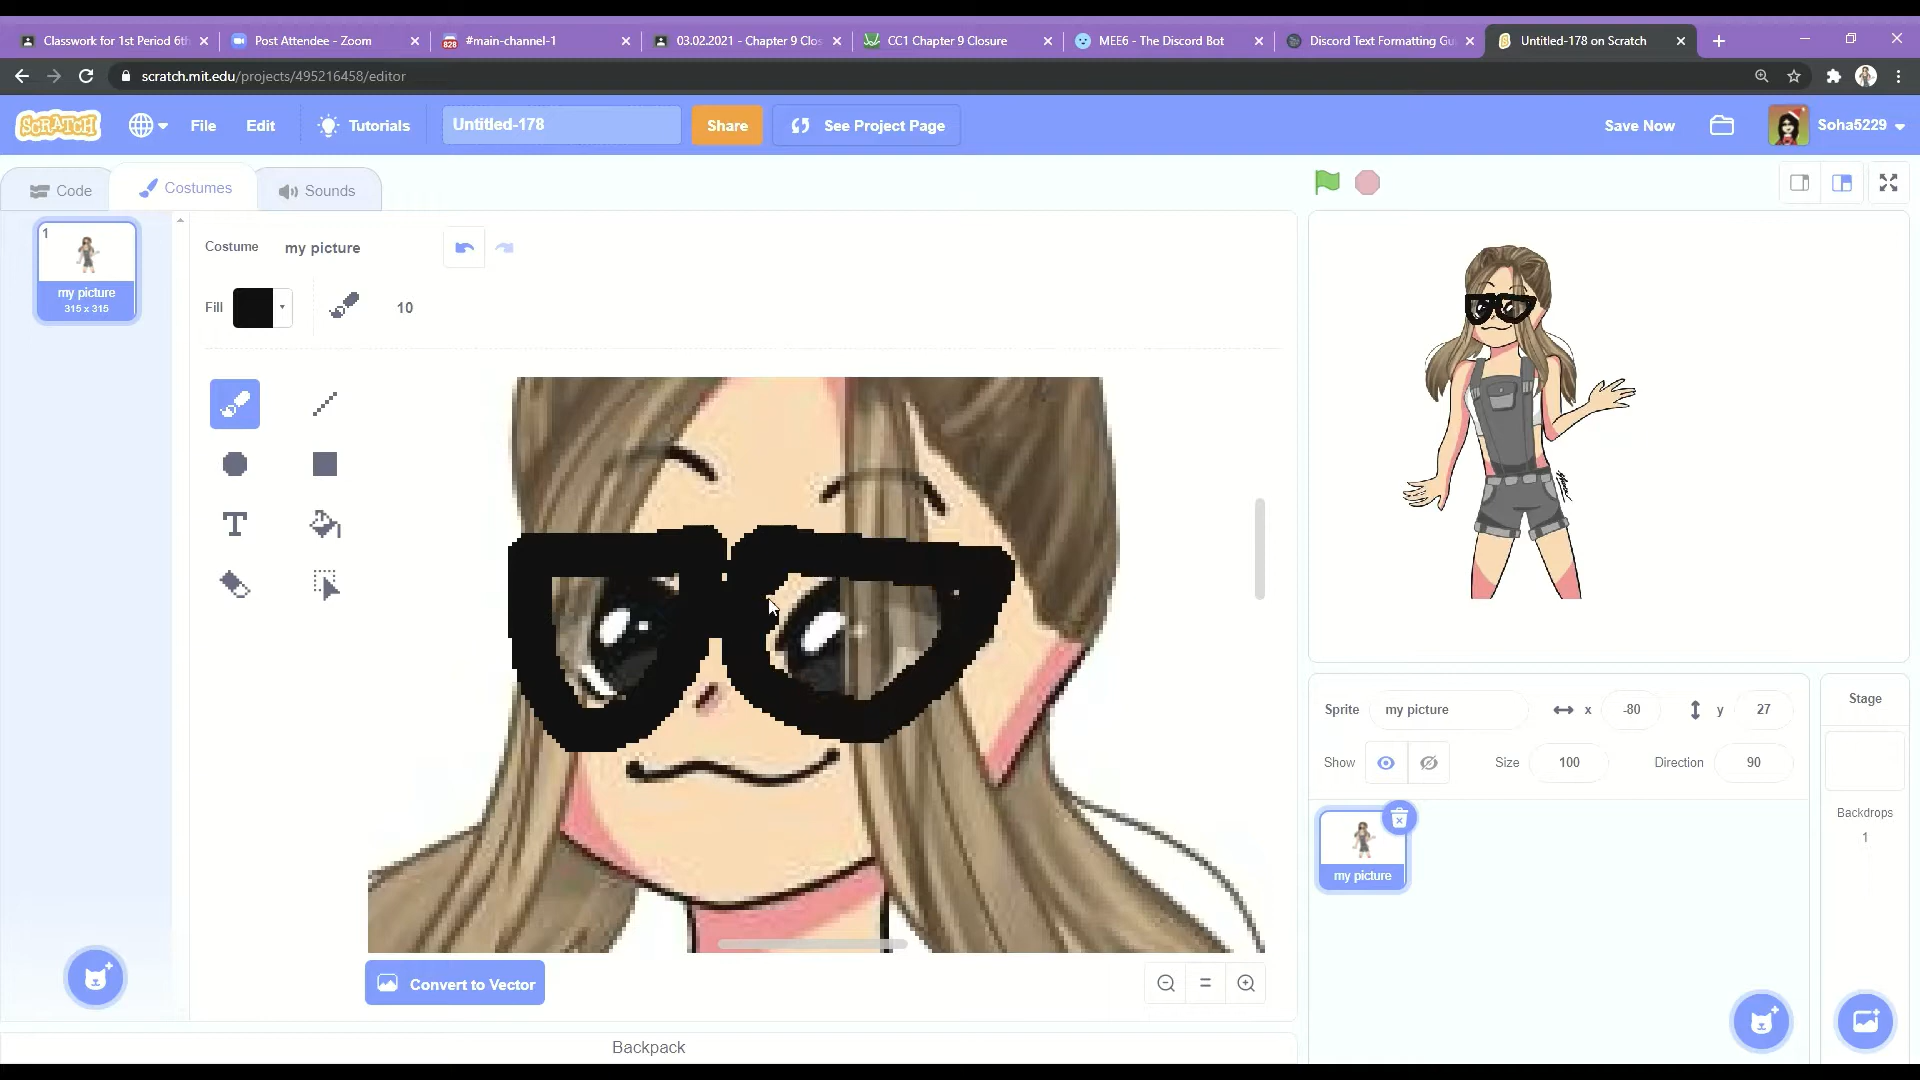 Classwork for 1st Period 6th
Post Attendee - Zoom
828
#main-channel-1
03.02.2021 - Chapter 9 Clos
CC1 Chapter 9 Closure
MEE6 - The Discord Bot
Discord Text Formatting Gu
Untitled-178 on Scratch
scratch.mit.edu/projects/495216458/editor
SCRATCH
File
Edit
Tutorials
Untitled-178
Share
See Project Page
Save Now
Soha5229
Code
Costumes
Sounds
1
my picture
315 x 315
Costume
my picture
Fill
10
T
Convert to Vector
Backpack
Sprite
my picture
x
-80
y
27
Show
Size
100
Direction
90
my picture
Stage
Backdrops
1